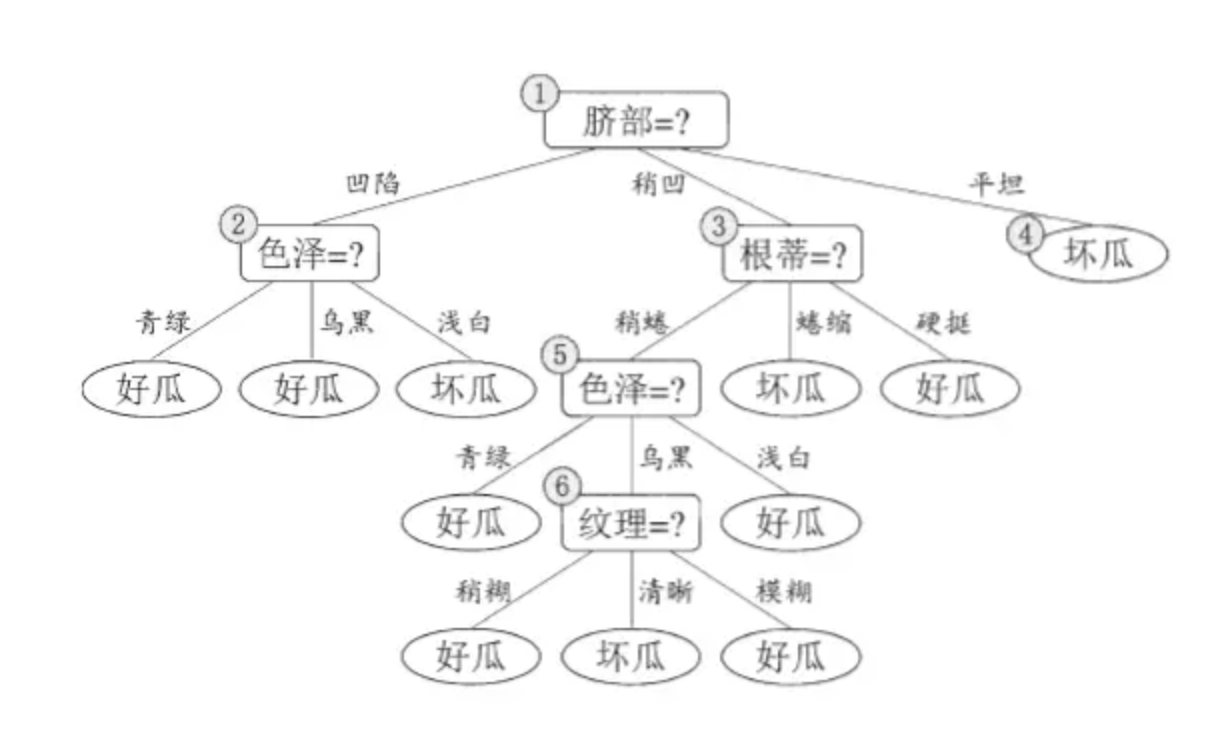 ①
脐部=?
凹陷
稍凹
平坦
②
色泽=?
③
根蒂=?
④
坏瓜
青绿
乌黑
浅白
稍蜷
蜷缩
硬挺
好瓜
好瓜
坏瓜
⑤
色泽=?
坏瓜
好瓜
青绿
乌黑
浅白
好瓜
⑥
纹理=?
好瓜
稍糊
清晰
模糊
好瓜
坏瓜
好瓜